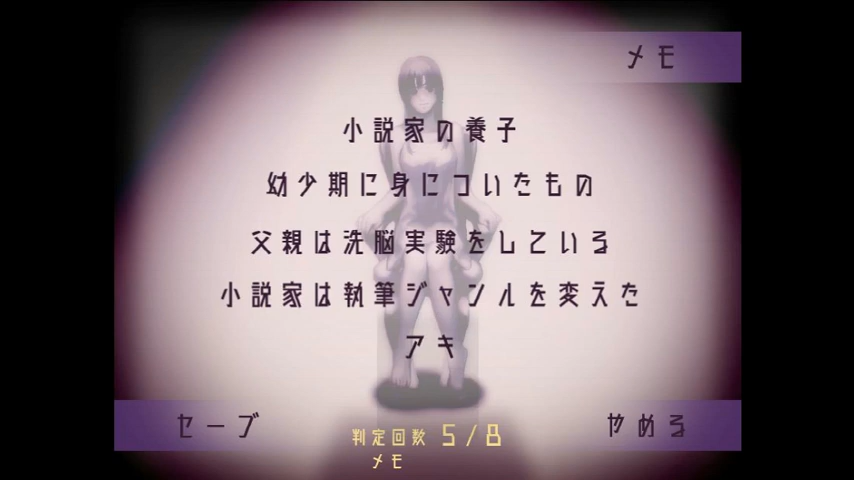 メモ
小説家の養子
幼少期に身についたもの
父親は洗脳実験をしている
小説家は執筆ジャンルを変えた
アキ
セーブ
判定回数 5/8
やめる
メモ